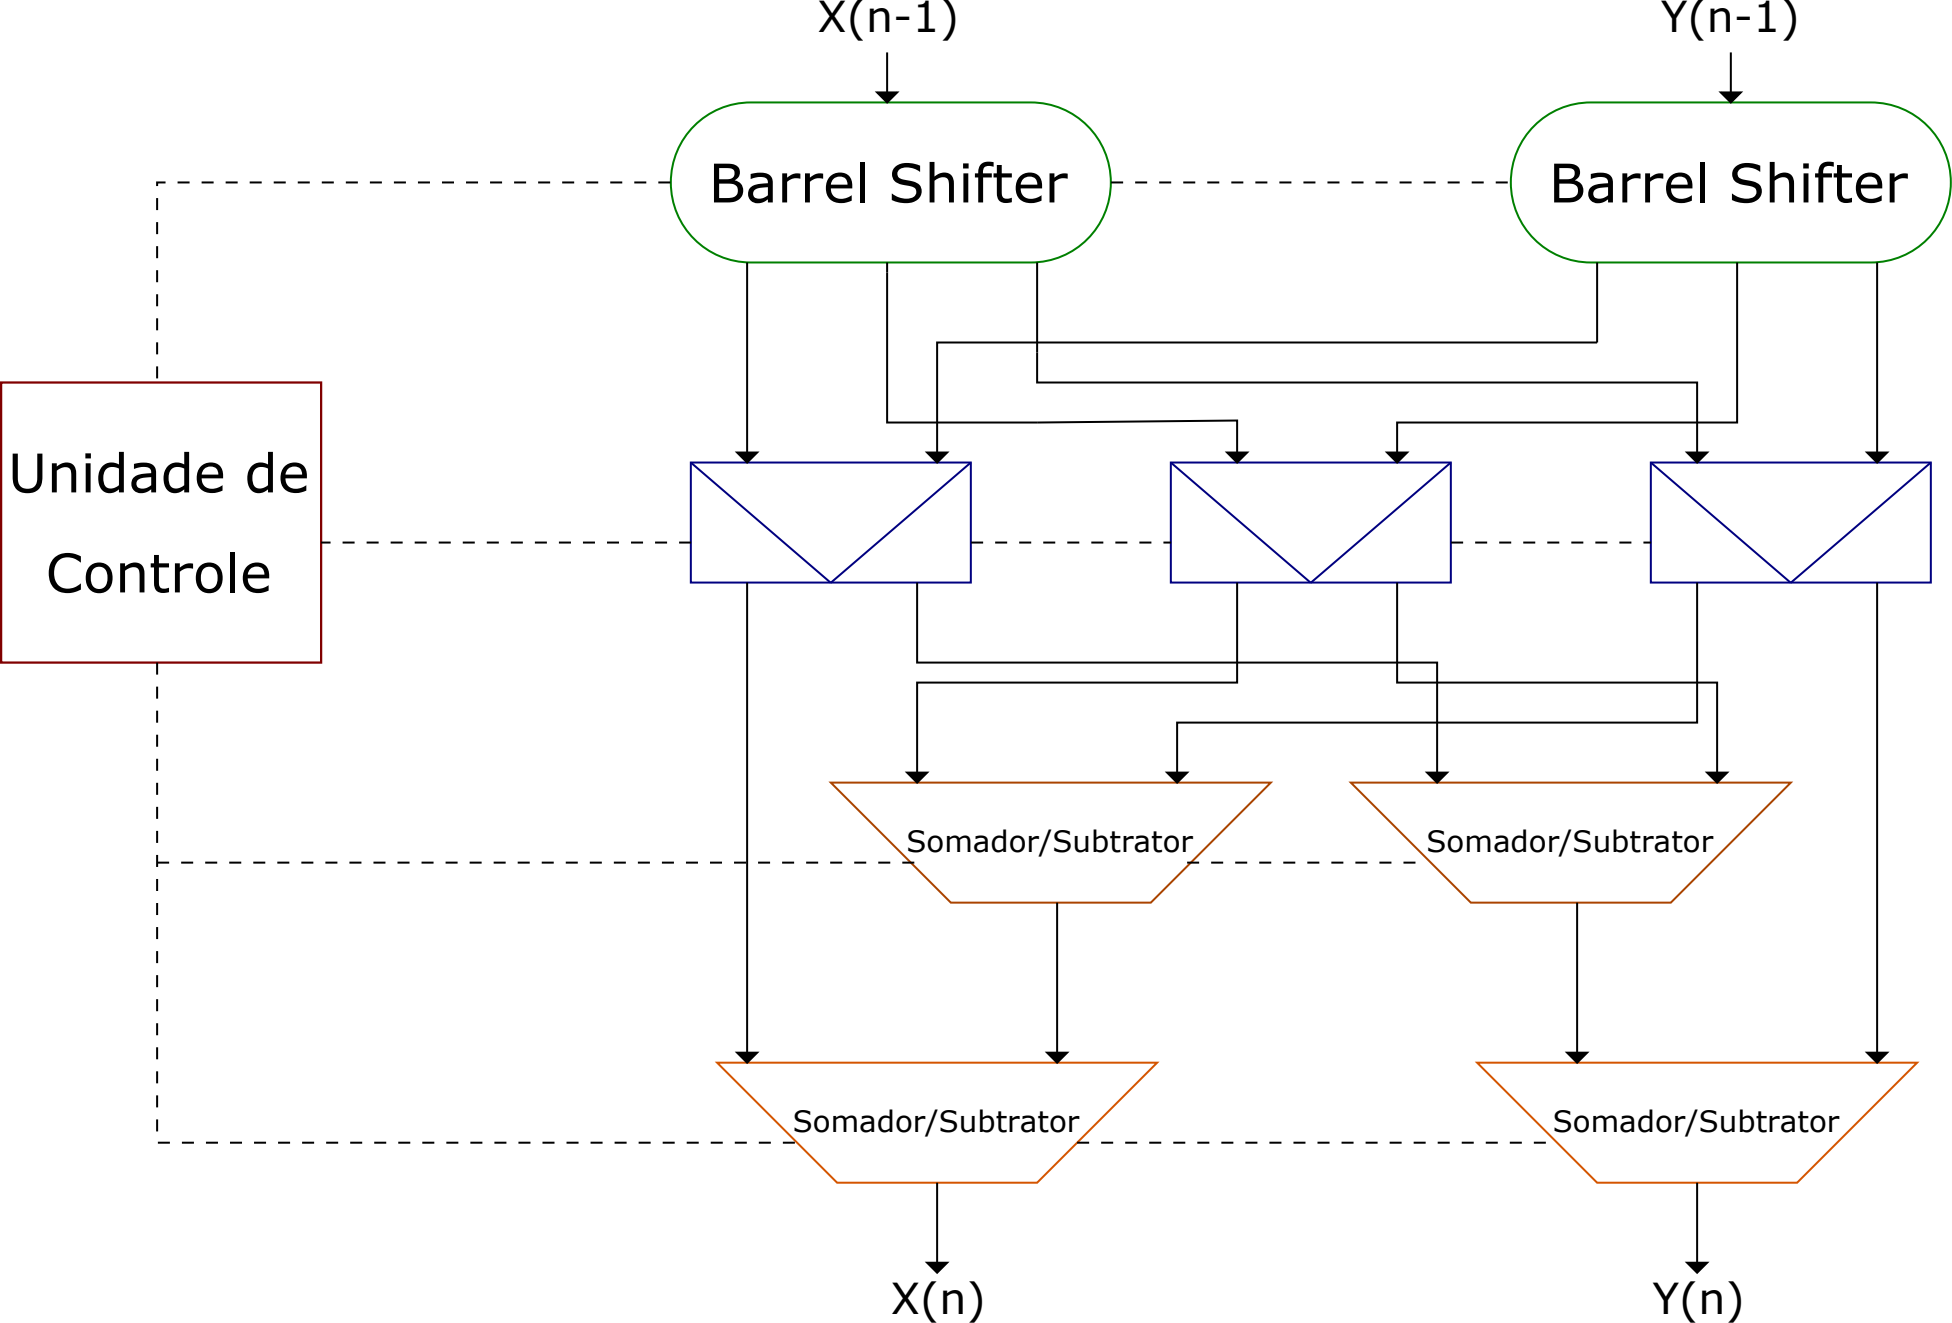 X(n-1)
Y(n-1)
Barrel Shifter
Barrel Shifter
Unidade de
Controle
Somador/Subtrator
Somador/Subtrator
Somador/Subtrator
Somador/Subtrator
X(n)
Y(n)